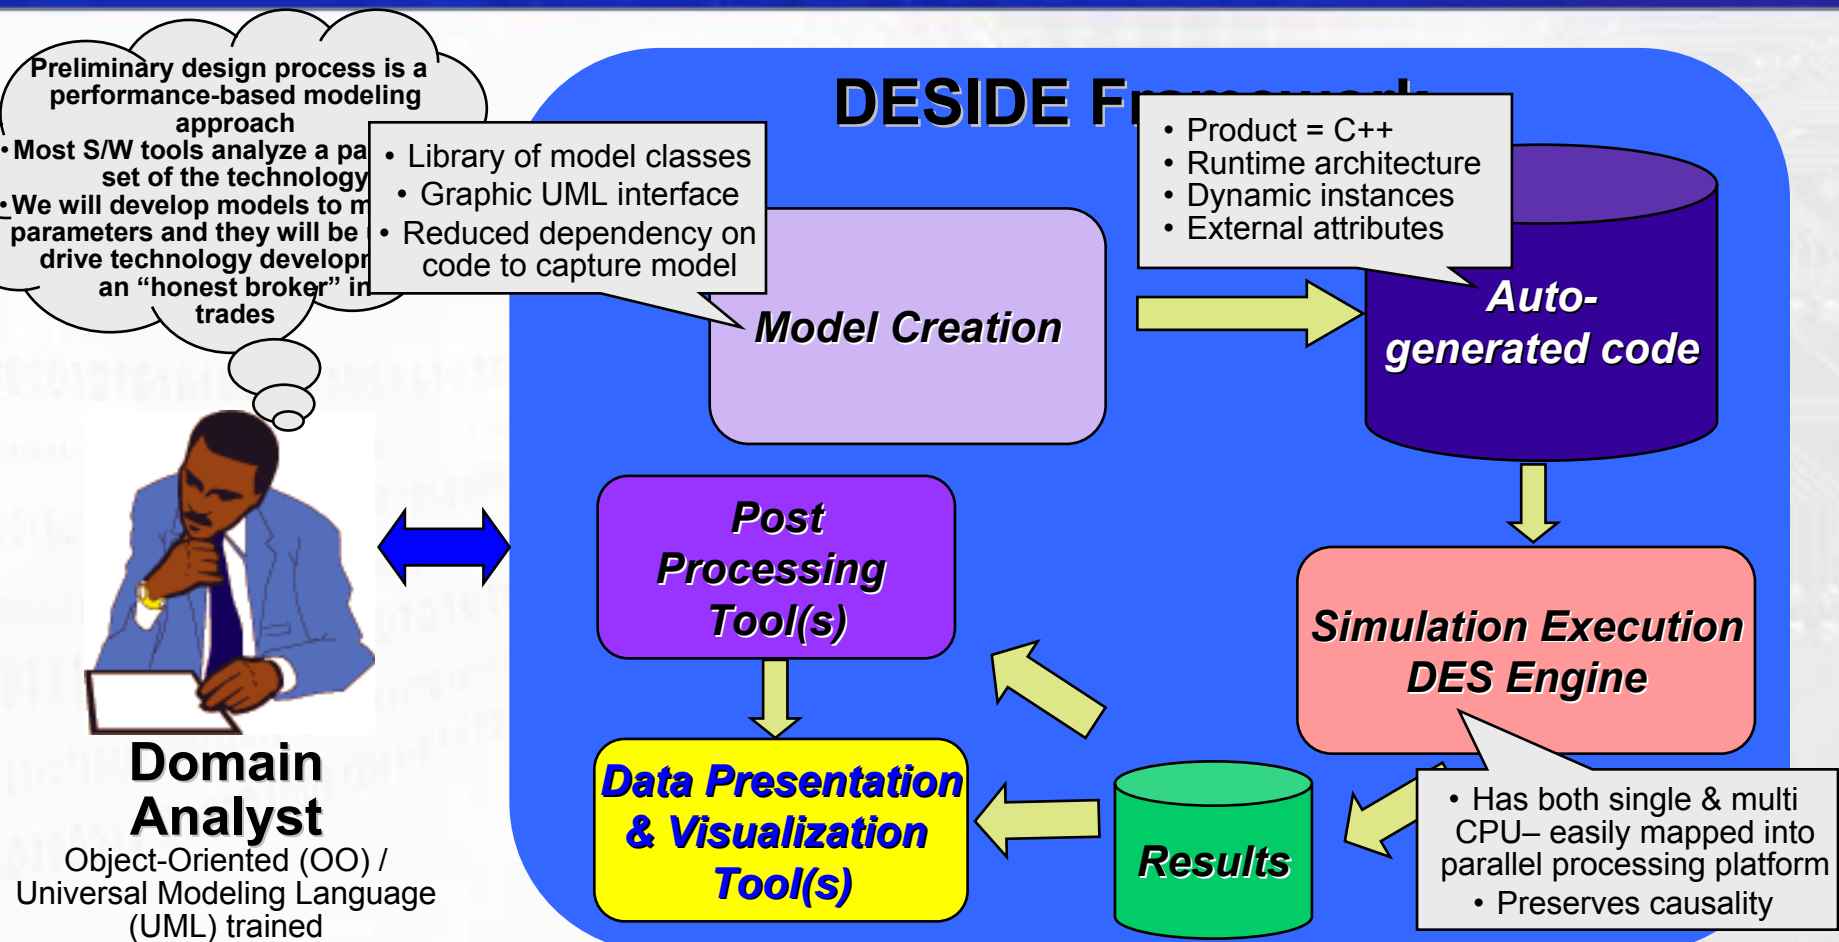 Preliminary design process is a
performance-based modeling
approach
•Most S/W tools analyze a
set of the technology
•We will develop models to
parameters and they will be
drive technology
an “honest broker” in
trades
DESIDE
• Library of model classes
• Graphic UML interface
• Reduced dependency on
code to capture model
• Product = C++
• Runtime architecture
• Dynamic instances
• External attributes
Model Creation
Auto-
generated code
Post
Processing
Tool(s)
Simulation Execution
DES Engine
Data Presentation
& Visualization
Tool(s)
Results
• Has both single & multi
CPU– easily mapped into
parallel processing platform
• Preserves causality
Domain
Analyst
Object-Oriented (OO) /
Universal Modeling Language
(UML) trained